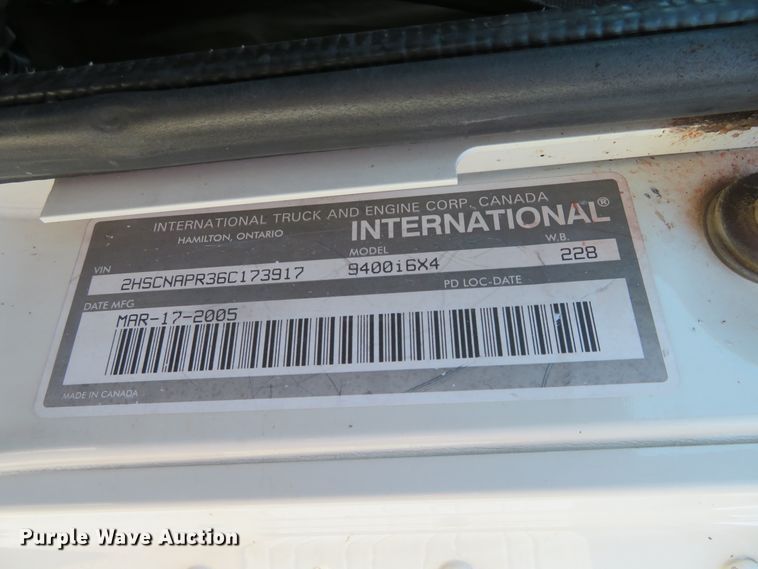 INTERNATIONAL TRUCK AND ENGINE CORP. CANADA
HAMILTON, ONTARIO
INTERNATIONAL®
VIN
MODEL
W.B.
2HSCNAPR36C173917
9400i6X4
228
DATE MFG
PD LOC-DATE
MAR-17-2005
MADE IN CANADA
Purple Wave Auction